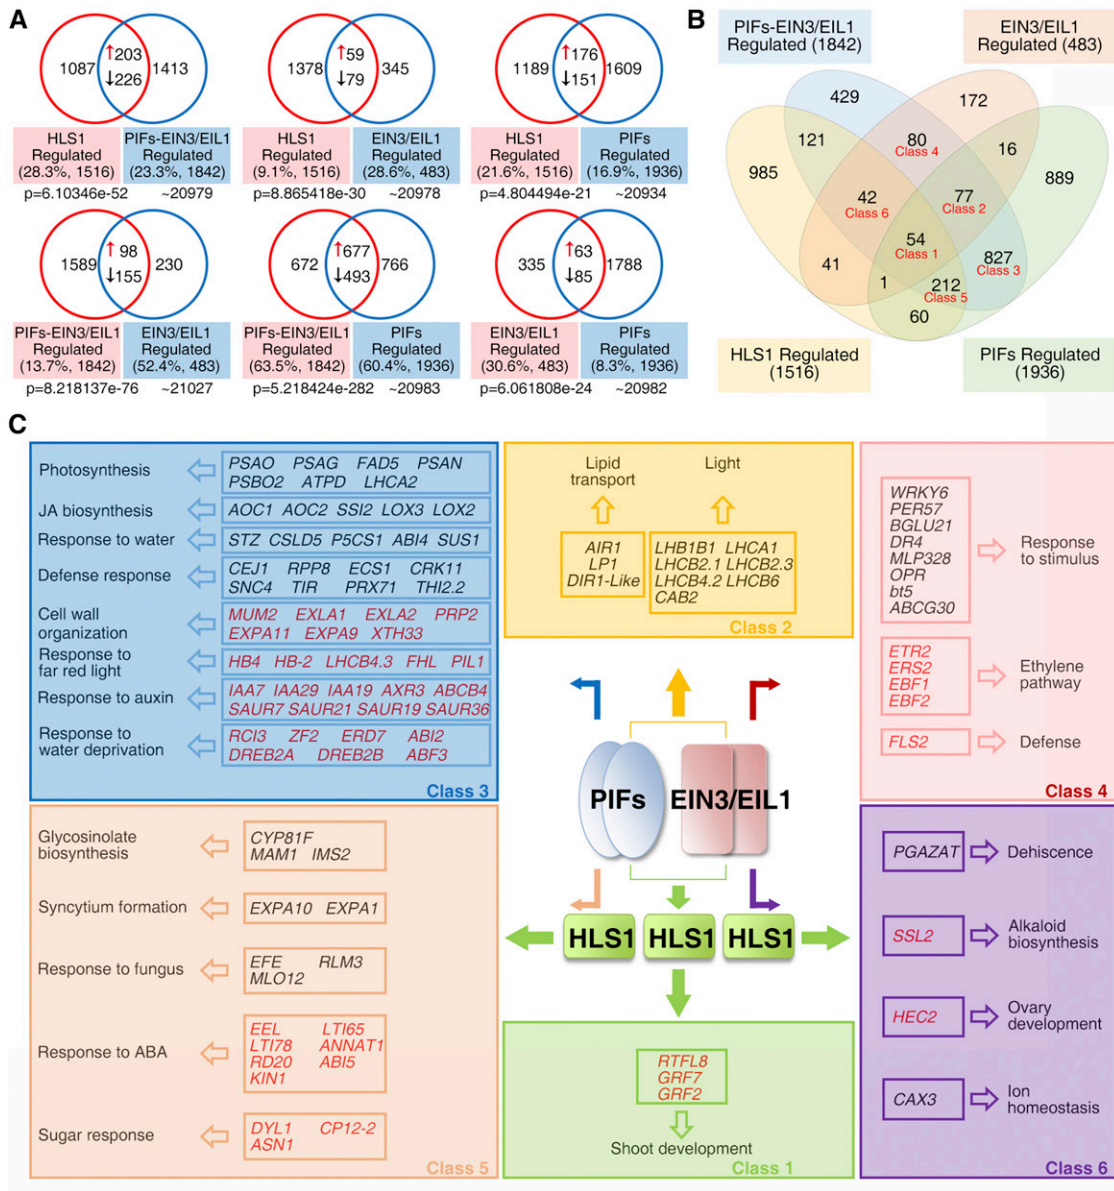 A
1087
↑203
↓226
1413
HLS1
Regulated
(28.3%, 1516)
PIFs-EIN3/EIL1
Regulated
(23.3%, 1842)
p=6.10346e-52
~20979
1378
↑59
↓79
345
HLS1
Regulated
(9.1%, 1516)
EIN3/EIL1
Regulated
(28.6%, 483)
p=8.865418e-30
~20978
1189
↑176
↓151
1609
HLS1
Regulated
(21.6%, 1516)
PIFs
Regulated
(16.9%, 1936)
p=4.804494e-21
~20934
1589
↑98
↓155
230
PIFs-EIN3/EIL1
Regulated
(13.7%, 1842)
EIN3/EIL1
Regulated
(52.4%, 483)
p=8.218137e-76
~21027
672
↑677
↓493
766
PIFs-EIN3/EIL1
Regulated
(63.5%, 1842)
PIFs
Regulated
(60.4%, 1936)
p=5.218424e-282
~20983
335
↑63
↓85
1788
EIN3/EIL1
Regulated
(30.6%, 483)
PIFs
Regulated
(8.3%, 1936)
p=6.061808e-24
~20982
B
PIFs-EIN3/EIL1
Regulated (1842)
EIN3/EIL1
Regulated (483)
429
172
121
80
Class 4
16
985
889
42
Class 6
77
Class 2
54
Class 1
41
827
Class 3
1
212
Class 5
60
HLS1 Regulated
(1516)
PIFs Regulated
(1936)
C
Photosynthesis
PSAO PSAG FAD5 PSAN
PSBO2 ATPD LHCA2
JA biosynthesis
AOC1 AOC2 SSI2 LOX3 LOX2
Response to water
STZ CSLD5 P5CS1 ABI4 SUS1
Defense response
CEJ1 RPP8 ECS1 CRK11
SNC4 TIR PRX71 THI2.2
Cell wall
organization
MUM2 EXLA1 EXLA2 PRP2
EXPA11 EXPA9 XTH33
Response to
far red light
HB4 HB-2 LHCB4.3 FHL PIL1
Response to auxin
IAA7 IAA29 IAA19 AXR3 ABCB4
SAUR7 SAUR21 SAUR19 SAUR36
Response to
water deprivation
RCI3 ZF2 ERD7 ABI2
DREB2A DREB2B ABF3
Class 3
Lipid
transport
Light
AIR1
LP1
DIR1-Like
LHB1B1 LHCA1
LHCB2.1 LHCB2.3
LHCB4.2 LHCB6
CAB2
Class 2
WRKY6
PER57
BGLU21
DR4
MLP328
OPR
bt5
ABCG30
Response
to stimulus
ETR2
ERS2
EBF1
EBF2
Ethylene
pathway
FLS2
Defense
Class 4
PIFs
EIN3/EIL1
HLS1
HLS1
HLS1
Glycosinolate
biosynthesis
CYP81F
MAM1 IMS2
Syncytium formation
EXPA10 EXPA1
Response to fungus
EFE RLM3
MLO12
Response to ABA
EEL LTI65
LTI78 ANNAT1
RD20 ABI5
KIN1
Sugar response
DYL1 CP12-2
ASN1
Class 5
RTFL8
GRF7
GRF2
Shoot development
Class 1
PGAZAT
Dehiscence
SSL2
Alkaloid
biosynthesis
HEC2
Ovary
development
CAX3
Ion
homeostasis
Class 6